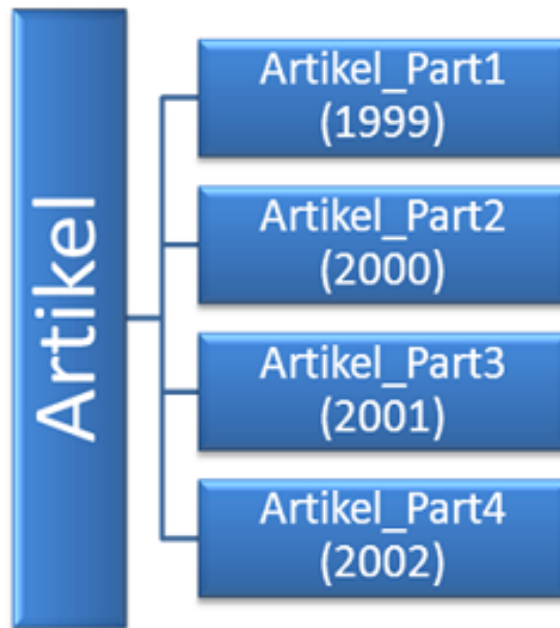 Artikel
Artikel_Part1
(1999)
Artikel_Part2
(2000)
Artikel_Part3
(2001)
Artikel_Part4
(2002)